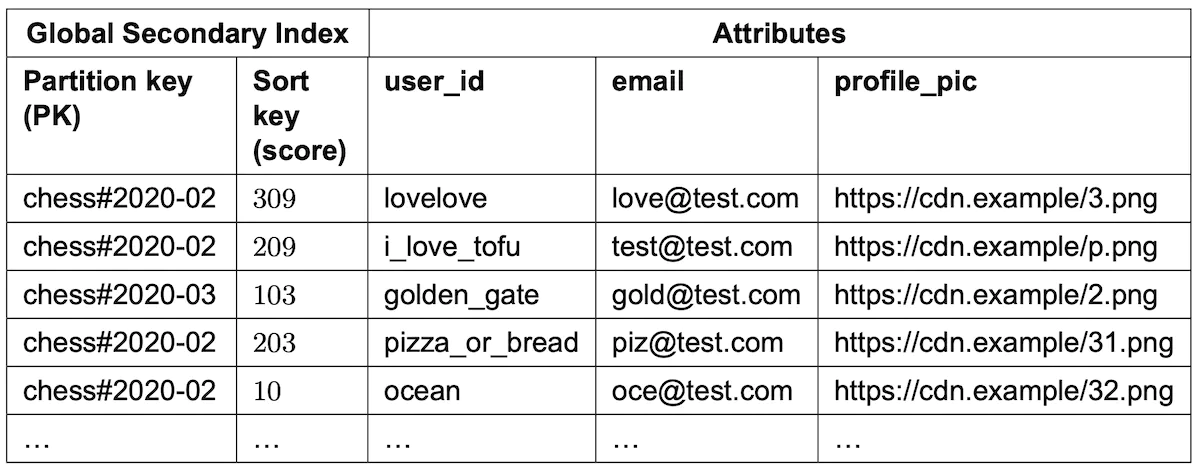 Global Secondary Index Attributes
Partition key (PK) Sort key (score) user_id email profile_pic
chess#2020-02 309 lovelove love@test.com https://cdn.example/3.png
chess#2020-02 209 i_love_tofu test@test.com https://cdn.example/p.png
chess#2020-03 103 golden_gate gold@test.com https://cdn.example/2.png
chess#2020-02 203 pizza_or_bread piz@test.com https://cdn.example/31.png
chess#2020-02 10 ocean oce@test.com https://cdn.example/32.png
… … … … …